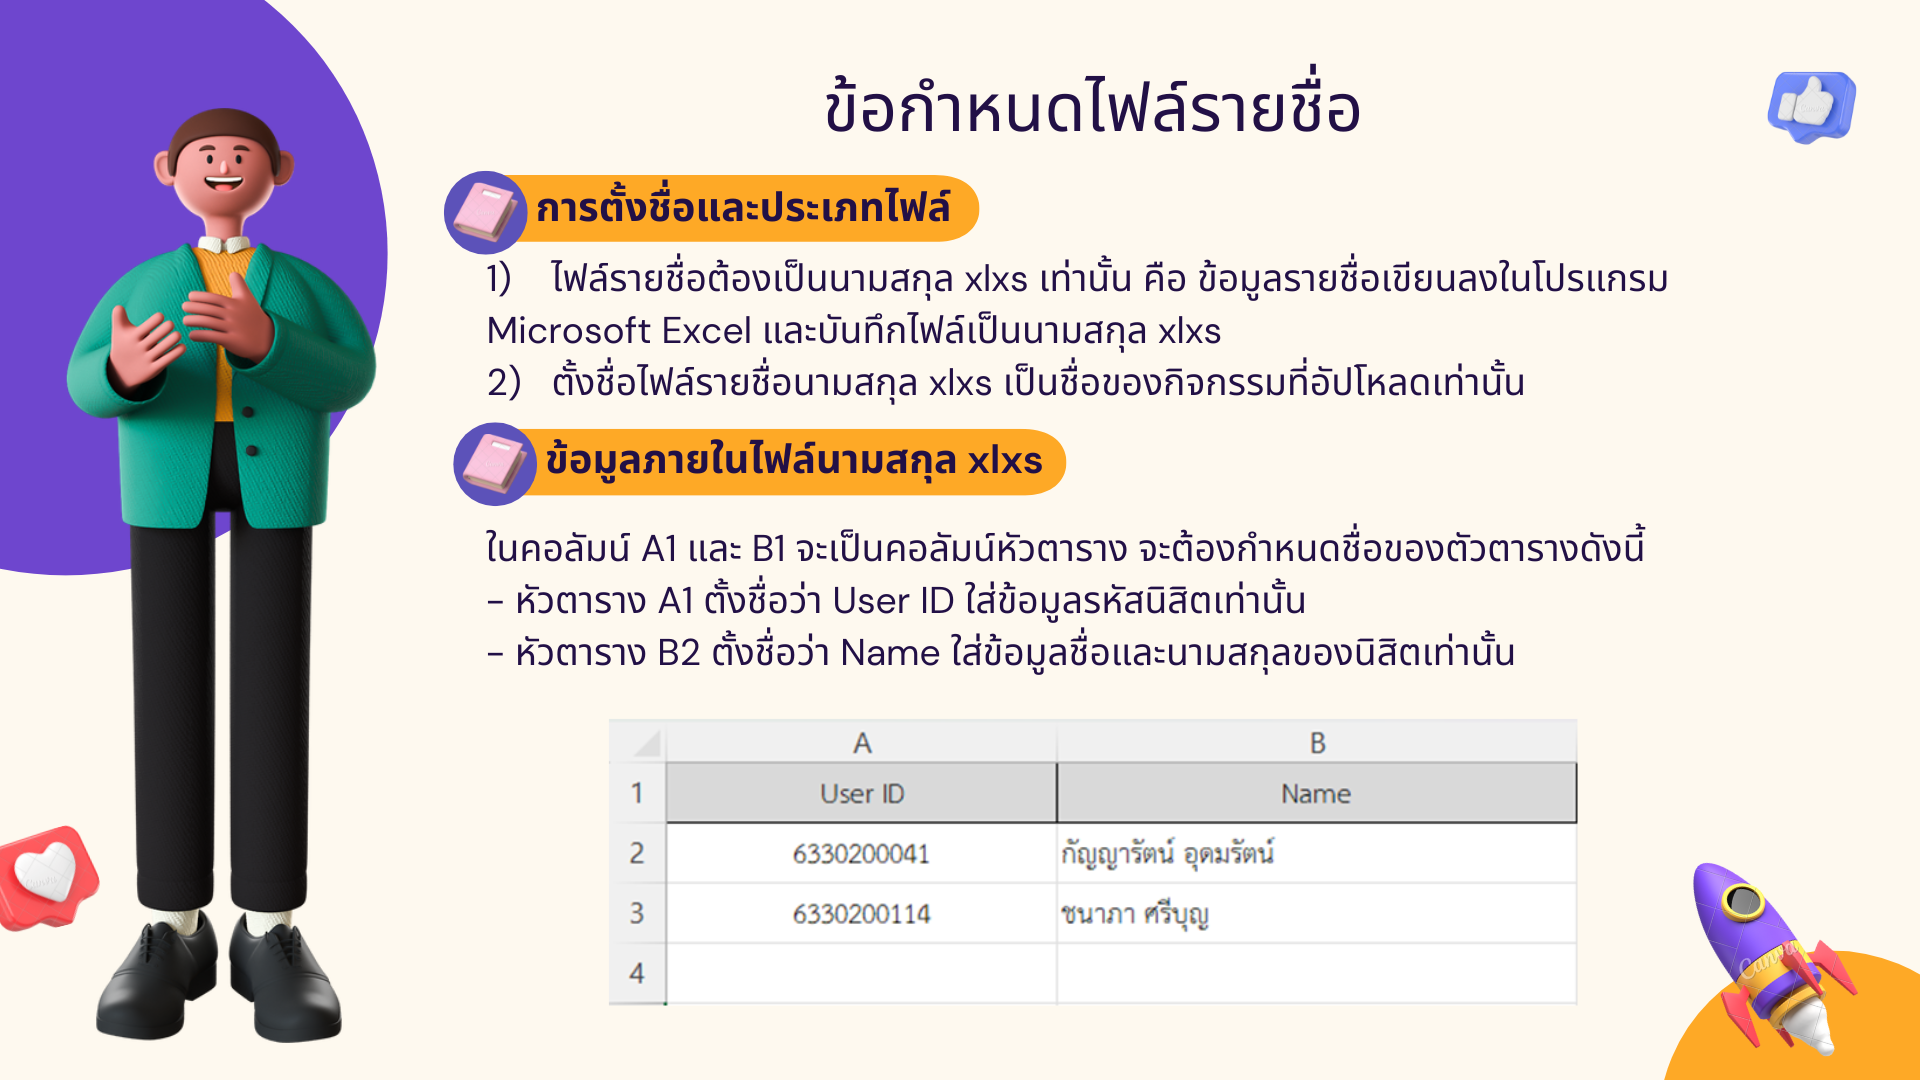 ข้อกำหนดไฟล์รายชื่อ
การตั้งชื่อและประเภทไฟล์
1) ไฟล์รายชื่อต้องเป็นนามสกุล xlxs เท่านั้น คือ ข้อมูลรายชื่อเขียนลงในโปรแกรม
Microsoft Excel และบันทึกไฟล์เป็นนามสกุล xlxs
2) ตั้งชื่อไฟล์รายชื่อนามสกุล xlxs เป็นชื่อของกิจกรรมที่อัปโหลดเท่านั้น
ข้อมูลภายในไฟล์นามสกุล xlxs
ในคอลัมน์ A1 และ B1 จะเป็นคอลัมน์หัวตาราง จะต้องกำหนดชื่อของตัวตารางดังนี้
– หัวตาราง A1 ตั้งชื่อว่า User ID ใส่ข้อมูลรหัสนิสิตเท่านั้น
– หัวตาราง B2 ตั้งชื่อว่า Name ใส่ข้อมูลชื่อและนามสกุลของนิสิตเท่านั้น
A B
1 User ID Name
2 6330200041 กัญญารัตน์ อุดมรัตน์
3 6330200114 ชนาภา ศรีบุญ
4
Canva